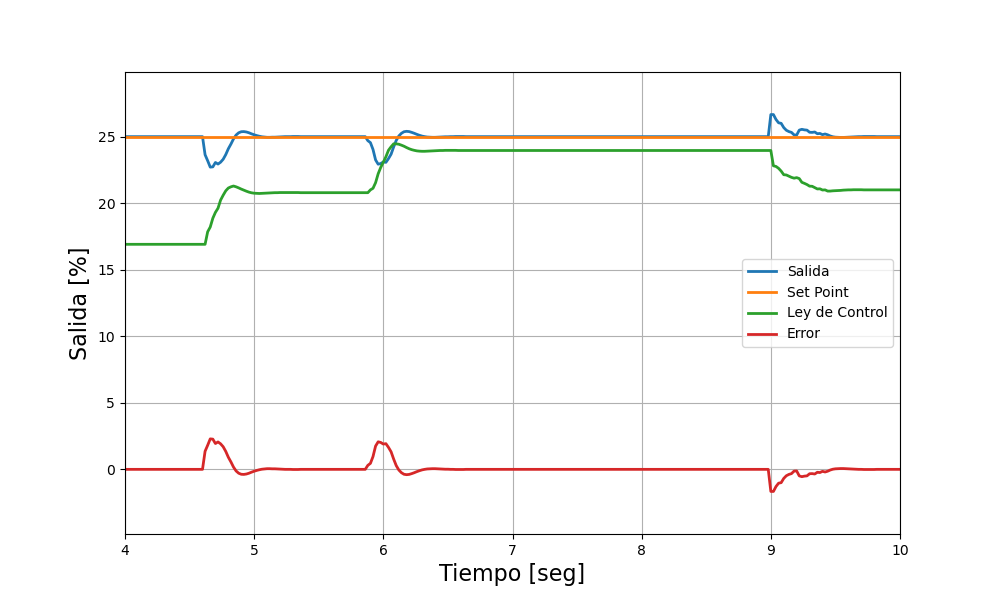 Salida [%]
25
20
15
10
5
0
4 5 6 7 8 9 10
Tiempo [seg]
Salida
Set Point
Ley de Control
Error